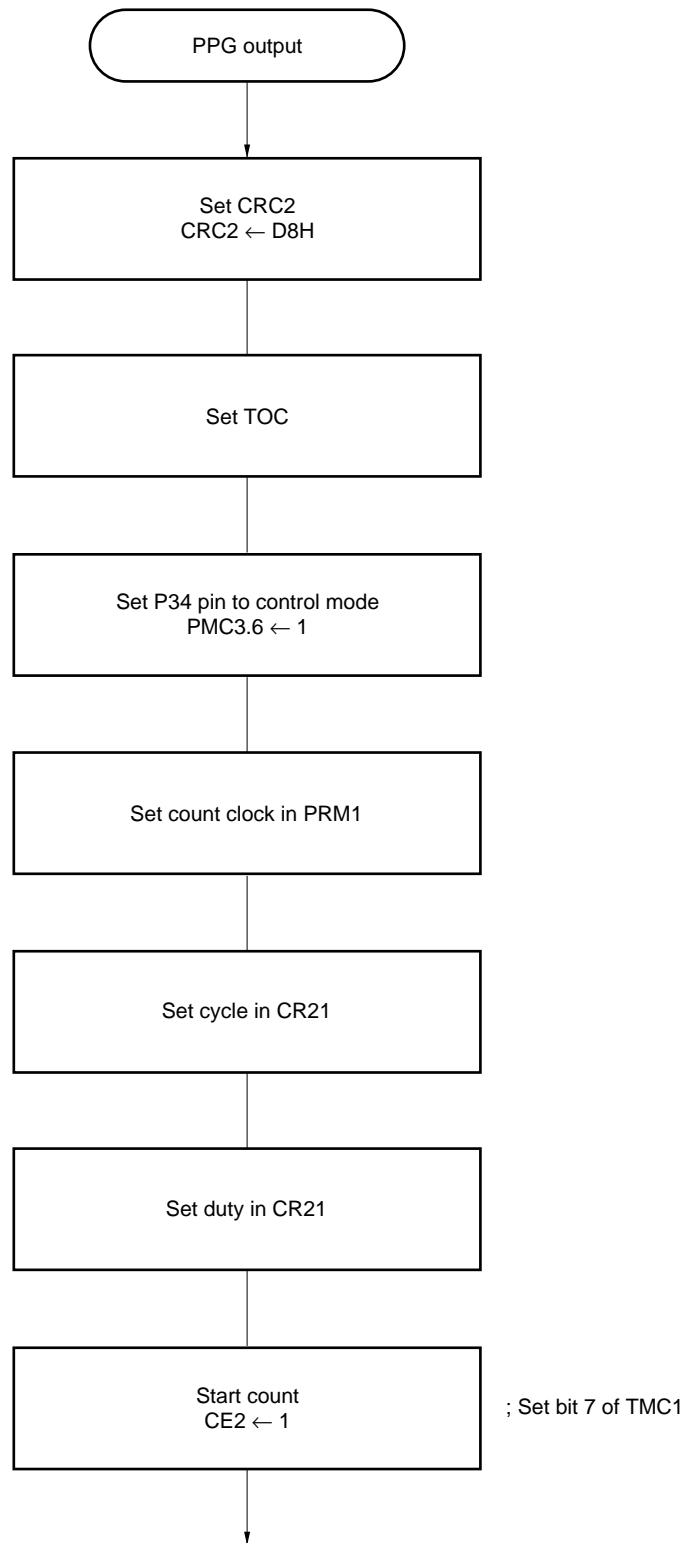 PPG output
Set CRC2
CRC2 ← D8H
Set TOC
Set P34 pin to control mode
PMC3.6 ← 1
Set count clock in PRM1
Set cycle in CR21
Set duty in CR21
Start count
CE2 ← 1
; Set bit 7 of TMC1